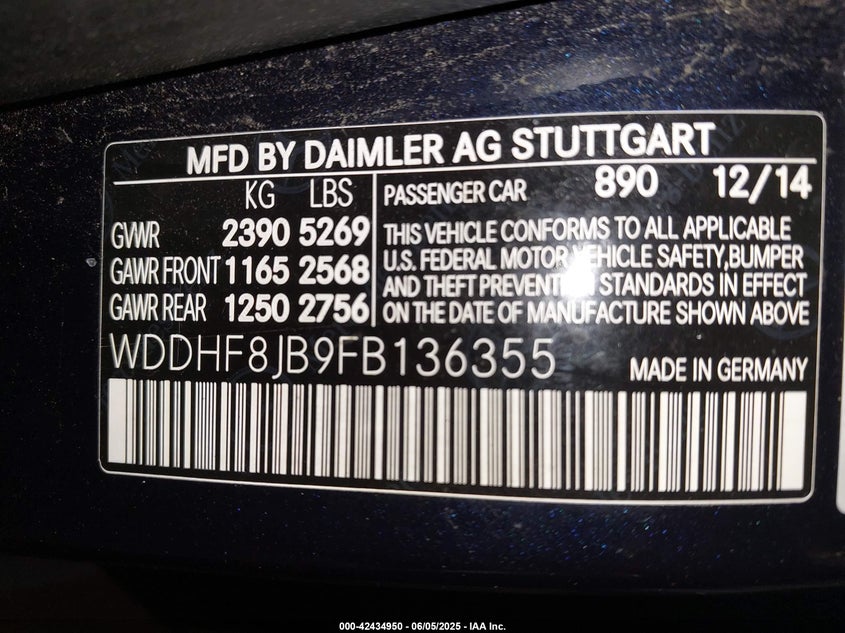 MFD BY DAIMLER AG STUTTGART
KG LBS
GVWR 2390 5269
GAWR FRONT 1165 2568
GAWR REAR 1250 2756
PASSENGER CAR 890 12/14
THIS VEHICLE CONFORMS TO ALL APPLICABLE
U.S. FEDERAL MOTOR VEHICLE SAFETY, BUMPER
AND THEFT PREVENTION STANDARDS IN EFFECT
ON THE DATE OF MANUFACTURE SHOWN ABOVE
WDDHF8JB9FB136355
MADE IN GERMANY
000-42434950 - 06/05/2025 - IAA Inc.